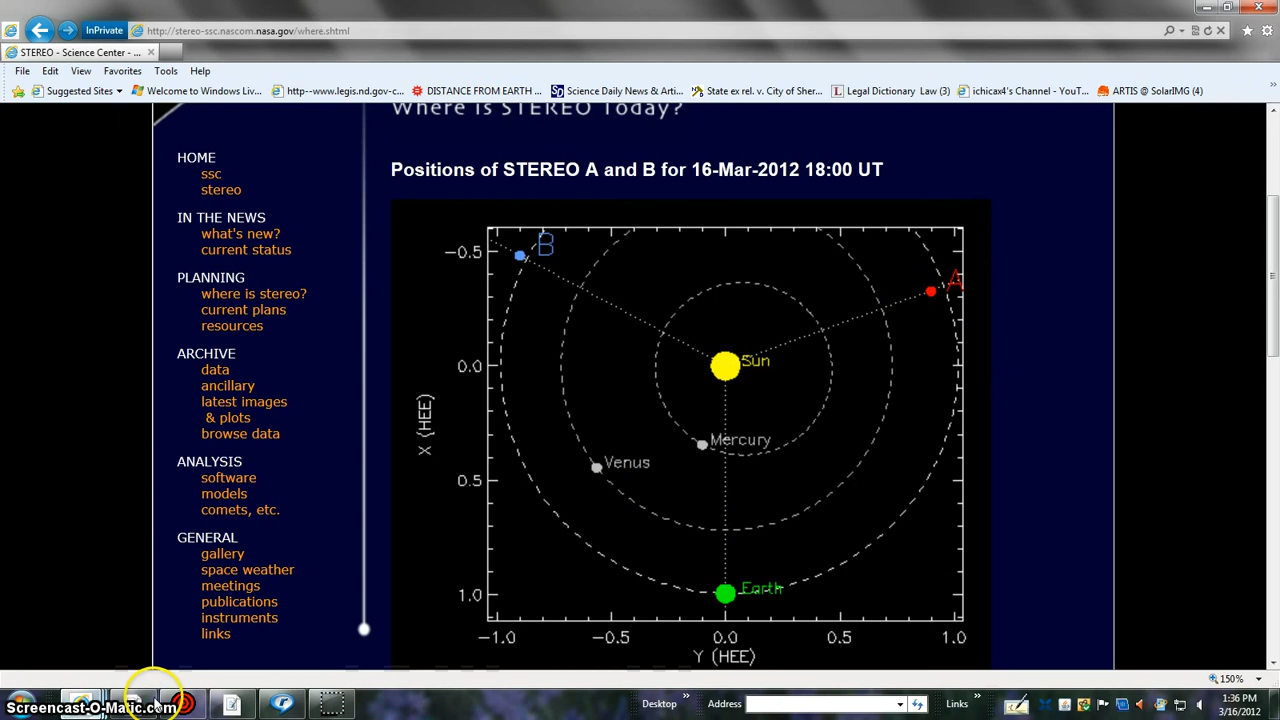 InPrivate
http://stereo-ssc.nascom.nasa.gov/where.shtml
STEREO - Science Center - ...
File Edit View Favorites Tools Help
Suggested Sites Welcome to Windows Liv... http--www.legis.nd.gov-c... DISTANCE FROM EARTH ... Science Daily News & Arti... State ex rel. v. City of Sher... Legal Dictionary Law (3) ichicax4's Channel - YouT... ARTIS @ SolarIMG (4)
Where is STEREO Today?
HOME
ssc
stereo
IN THE NEWS
what's new?
current status
PLANNING
where is stereo?
current plans
resources
ARCHIVE
data
ancillary
latest images
& plots
browse data
ANALYSIS
software
models
comets, etc.
GENERAL
gallery
space weather
meetings
publications
instruments
links
Positions of STEREO A and B for 16-Mar-2012 18:00 UT
B
A
-0.5
0.0
0.5
1.0
X (HEE)
Sun
Mercury
Venus
Earth
-1.0 -0.5 0.0 0.5 1.0
Y (HEE)
150%
Screencast-O-Matic.com
Desktop » Address Links »
1:36 PM
3/16/2012